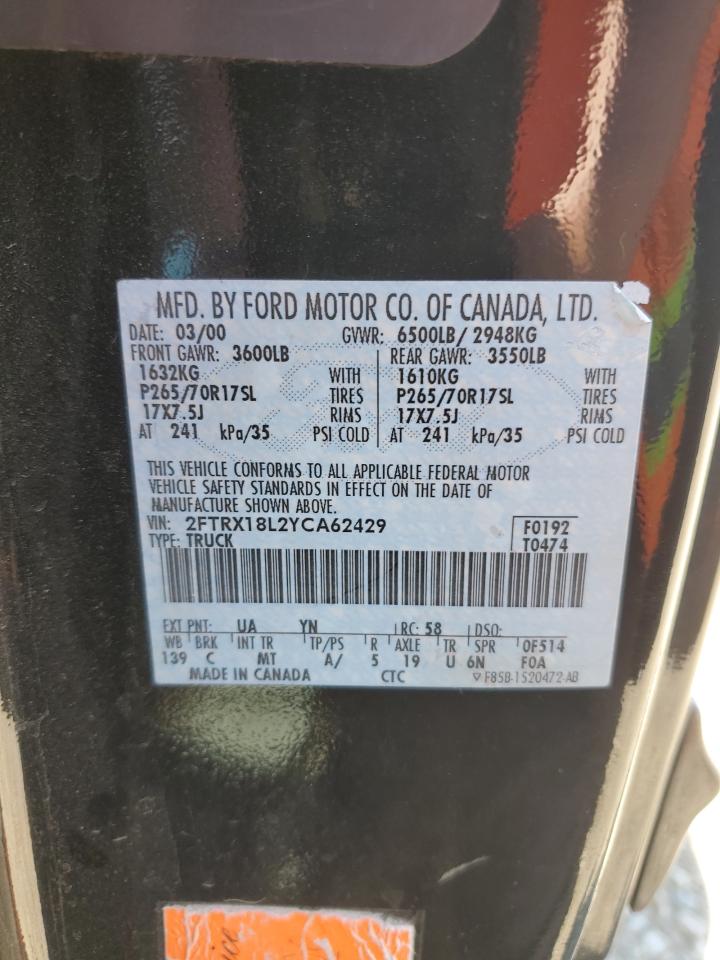 MFD. BY FORD MOTOR CO. OF CANADA, LTD.
DATE: 03/00 GVWR: 6500LB/ 2948KG
FRONT GAWR: 3600LB REAR GAWR: 3550LB
1632KG WITH 1610KG WITH
P265/70R17SL TIRES P265/70R17SL TIRES
17X7.5J RIMS 17X7.5J RIMS
AT 241 kPa/35 PSI COLD AT 241 kPa/35 PSI COLD
THIS VEHICLE CONFORMS TO ALL APPLICABLE FEDERAL MOTOR
VEHICLE SAFETY STANDARDS IN EFFECT ON THE DATE OF
MANUFACTURE SHOWN ABOVE.
VIN: 2FTRX18L2YCA62429 F0192
TYPE: TRUCK T0474
EXT PNT: UA YN RC: 58 DSO:
WB BRK INT TR TP/PS R AXLE TR SPR OF514
139 C MT A/ 5 19 U 6N FOA
MADE IN CANADA CTC F85B-1520472-AB